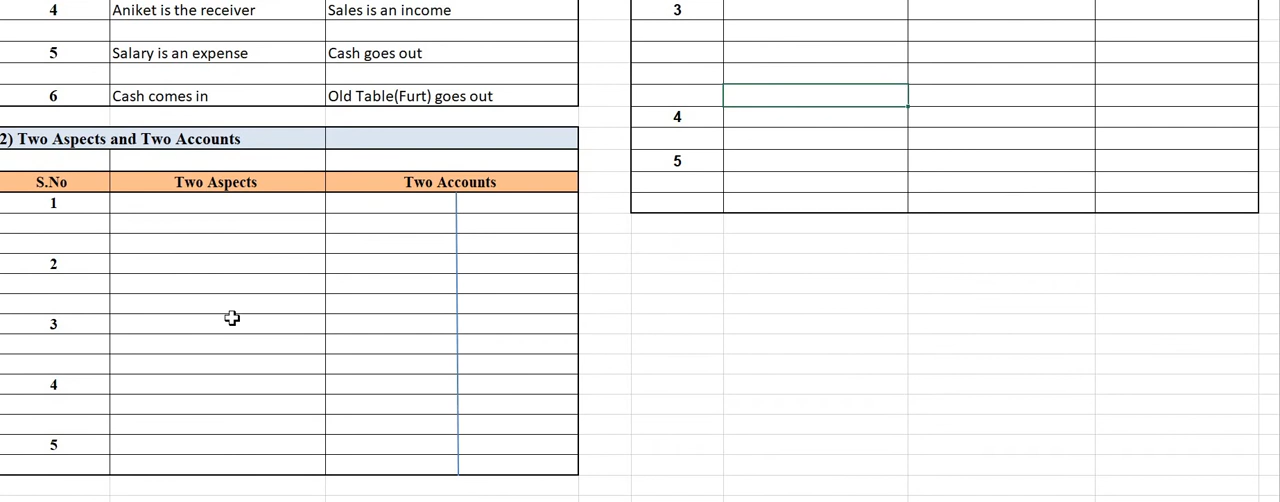 4 Aniket is the receiver Sales is an income
5 Salary is an expense Cash goes out
6 Cash comes in Old Table(Furt) goes out
2) Two Aspects and Two Accounts
S.No Two Aspects Two Accounts
1
2
3
4
5
3
4
5